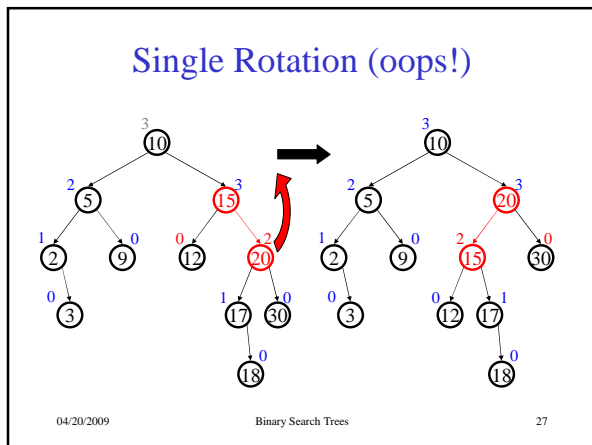 Single Rotation (oops!)
3 3
10 10
2 3 2 3
5 15 5 20
1 0 0 2 1 0 2 0
2 9 12 20 2 9 15 30
0 1 0 0 0 1
3 17 30 3 12 17
0 0
18 18
04/20/2009 Binary Search Trees 27